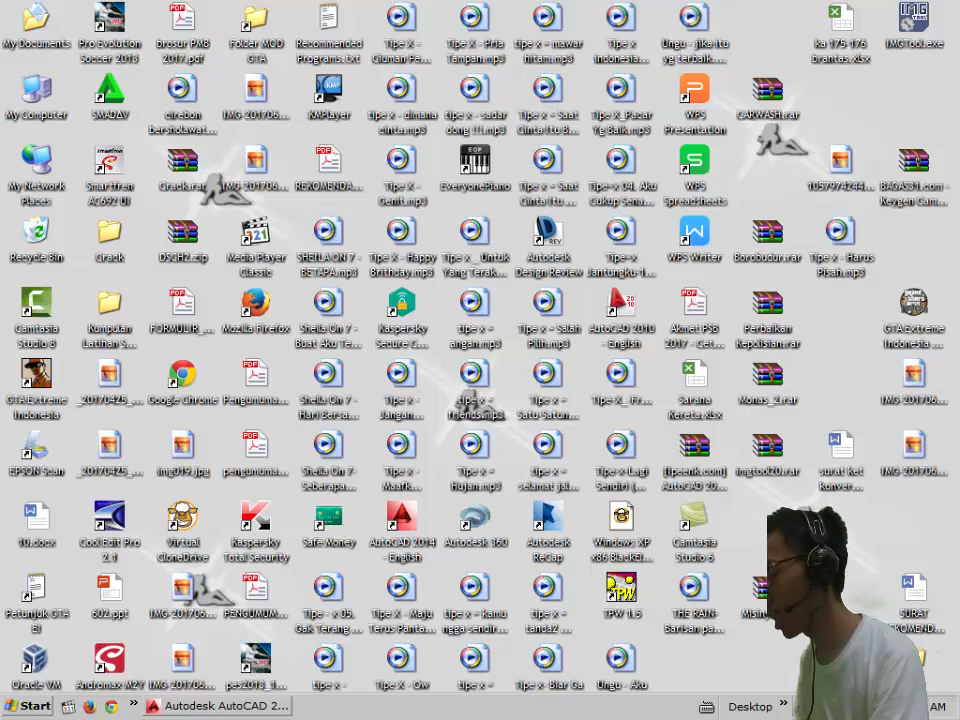 My Documents
Pro Evolution
Soccer 2013
brosur PMB
2017.pdf
Folder MOD
GTA
Recommended
Programs.txt
Tipe X -
Ciuman Fe...
Tipe X - Pria
Tampan.mp3
tipe x - mawar
hitam.mp3
Tipe x
indonesia...
Ungu - jika itu
yg terbaik...
ka 175-176
brantas.xlsx
IMG
TOOL
IMGTool.exe
My Computer
SMADAV
cirebon
bersholawat...
IMG-201706...
KMPlayer
tipe x - dimana
cinta.mp3
tipe x - sadar
dong !!!.mp3
Tipe X - Saat
Cinta Itu B...
Tipe X_Pacar
Yg Baik.mp3
WPS
Presentation
CARWASH.rar
My Network
Places
Smartfren
AC692 UI
Crack.rar
IMG-201706...
REKOMENDA...
Tipe X -
Genit.mp3
EOP
EveryonePiano
Tipe x - Saat
Cinta Itu ...
Tipe-x 04. Aku
Cukup Sena...
WPS
Spreadsheets
1057974244...
BAGAS31.com -
Keygen Cam...
Recycle Bin
Crack
DSCH2.zip
Media Player
Classic
SHEILA ON 7 -
BETAPA.mp3
Tipe X - Happy
Brithday.mp3
Tipe X _ Untuk
Yang Terak...
Autodesk
Design Review
Tipe-x
Jantungku-1...
WPS Writer
Borobudur.rar
Tipe X - Harus
Pisah.mp3
Camtasia
Studio 8
Kumpulan
Latihan S...
FORMULIR_...
Mozilla Firefox
Sheila On 7 -
Buat Aku Te...
Kaspersky
Secure C...
tipe x -
angan.mp3
Tipe x - Salah
Pilih.mp3
AutoCAD 2010
- English
Akmet PSB
2017 - Cet...
Perbaikan
kepolisian.rar
GTA Extreme
Indonesia ...
GTA Extreme
Indonesia
_20170425_...
Google Chrome
Pengumuma...
Sheila On 7 -
Hari Bersa...
Tipe x -
Jangan...
tipe x -
friends.mp3
Tipe x -
Satu-Satun...
Tipe-X_-Fr...
Sarana
Kereta.xlsx
Monas_2.rar
IMG-201706...
EPSON Scan
_20170425_...
img019.jpg
pengumuma...
Sheila On 7-
Seberapa...
Tipe x -
Maafk...
Tipe x -
Hujan.mp3
tipe x -
selamat jal...
Tipe x-Lagi
Sendiri (...
[jipeenk.com]
AutoCAD 20...
imgtool20.rar
surat ket
konver...
IMG-201706...
10.docx
Cool Edit Pro
2.1
Virtual
CloneDrive
Kaspersky
Total Security
Safe Money
AutoCAD 2014
- English
Autodesk 360
Autodesk
ReCap
Windows XP
x86 BlackEl...
Camtasia
Studio 6
Petunjuk GTA
EI
602.ppt
IMG-201706...
PENGUMUM...
Tipe - x 05.
Gak Terang ...
Tipe X - Maju
Terus Panta...
tipe x - kamu
ngga sendir...
tipe x -
tanda2 ...
TPW 1.5
THE RAIN-
Barisan pa...
SURAT
Oracle VM
Andromax M2Y
IMG-201706...
pes2013_1...
tipe x -
Tipe X - Ow
tipe x -
Tipe x- Biar Ga
Ungu - Aku
Start
Autodesk AutoCAD 2...
Desktop
AM